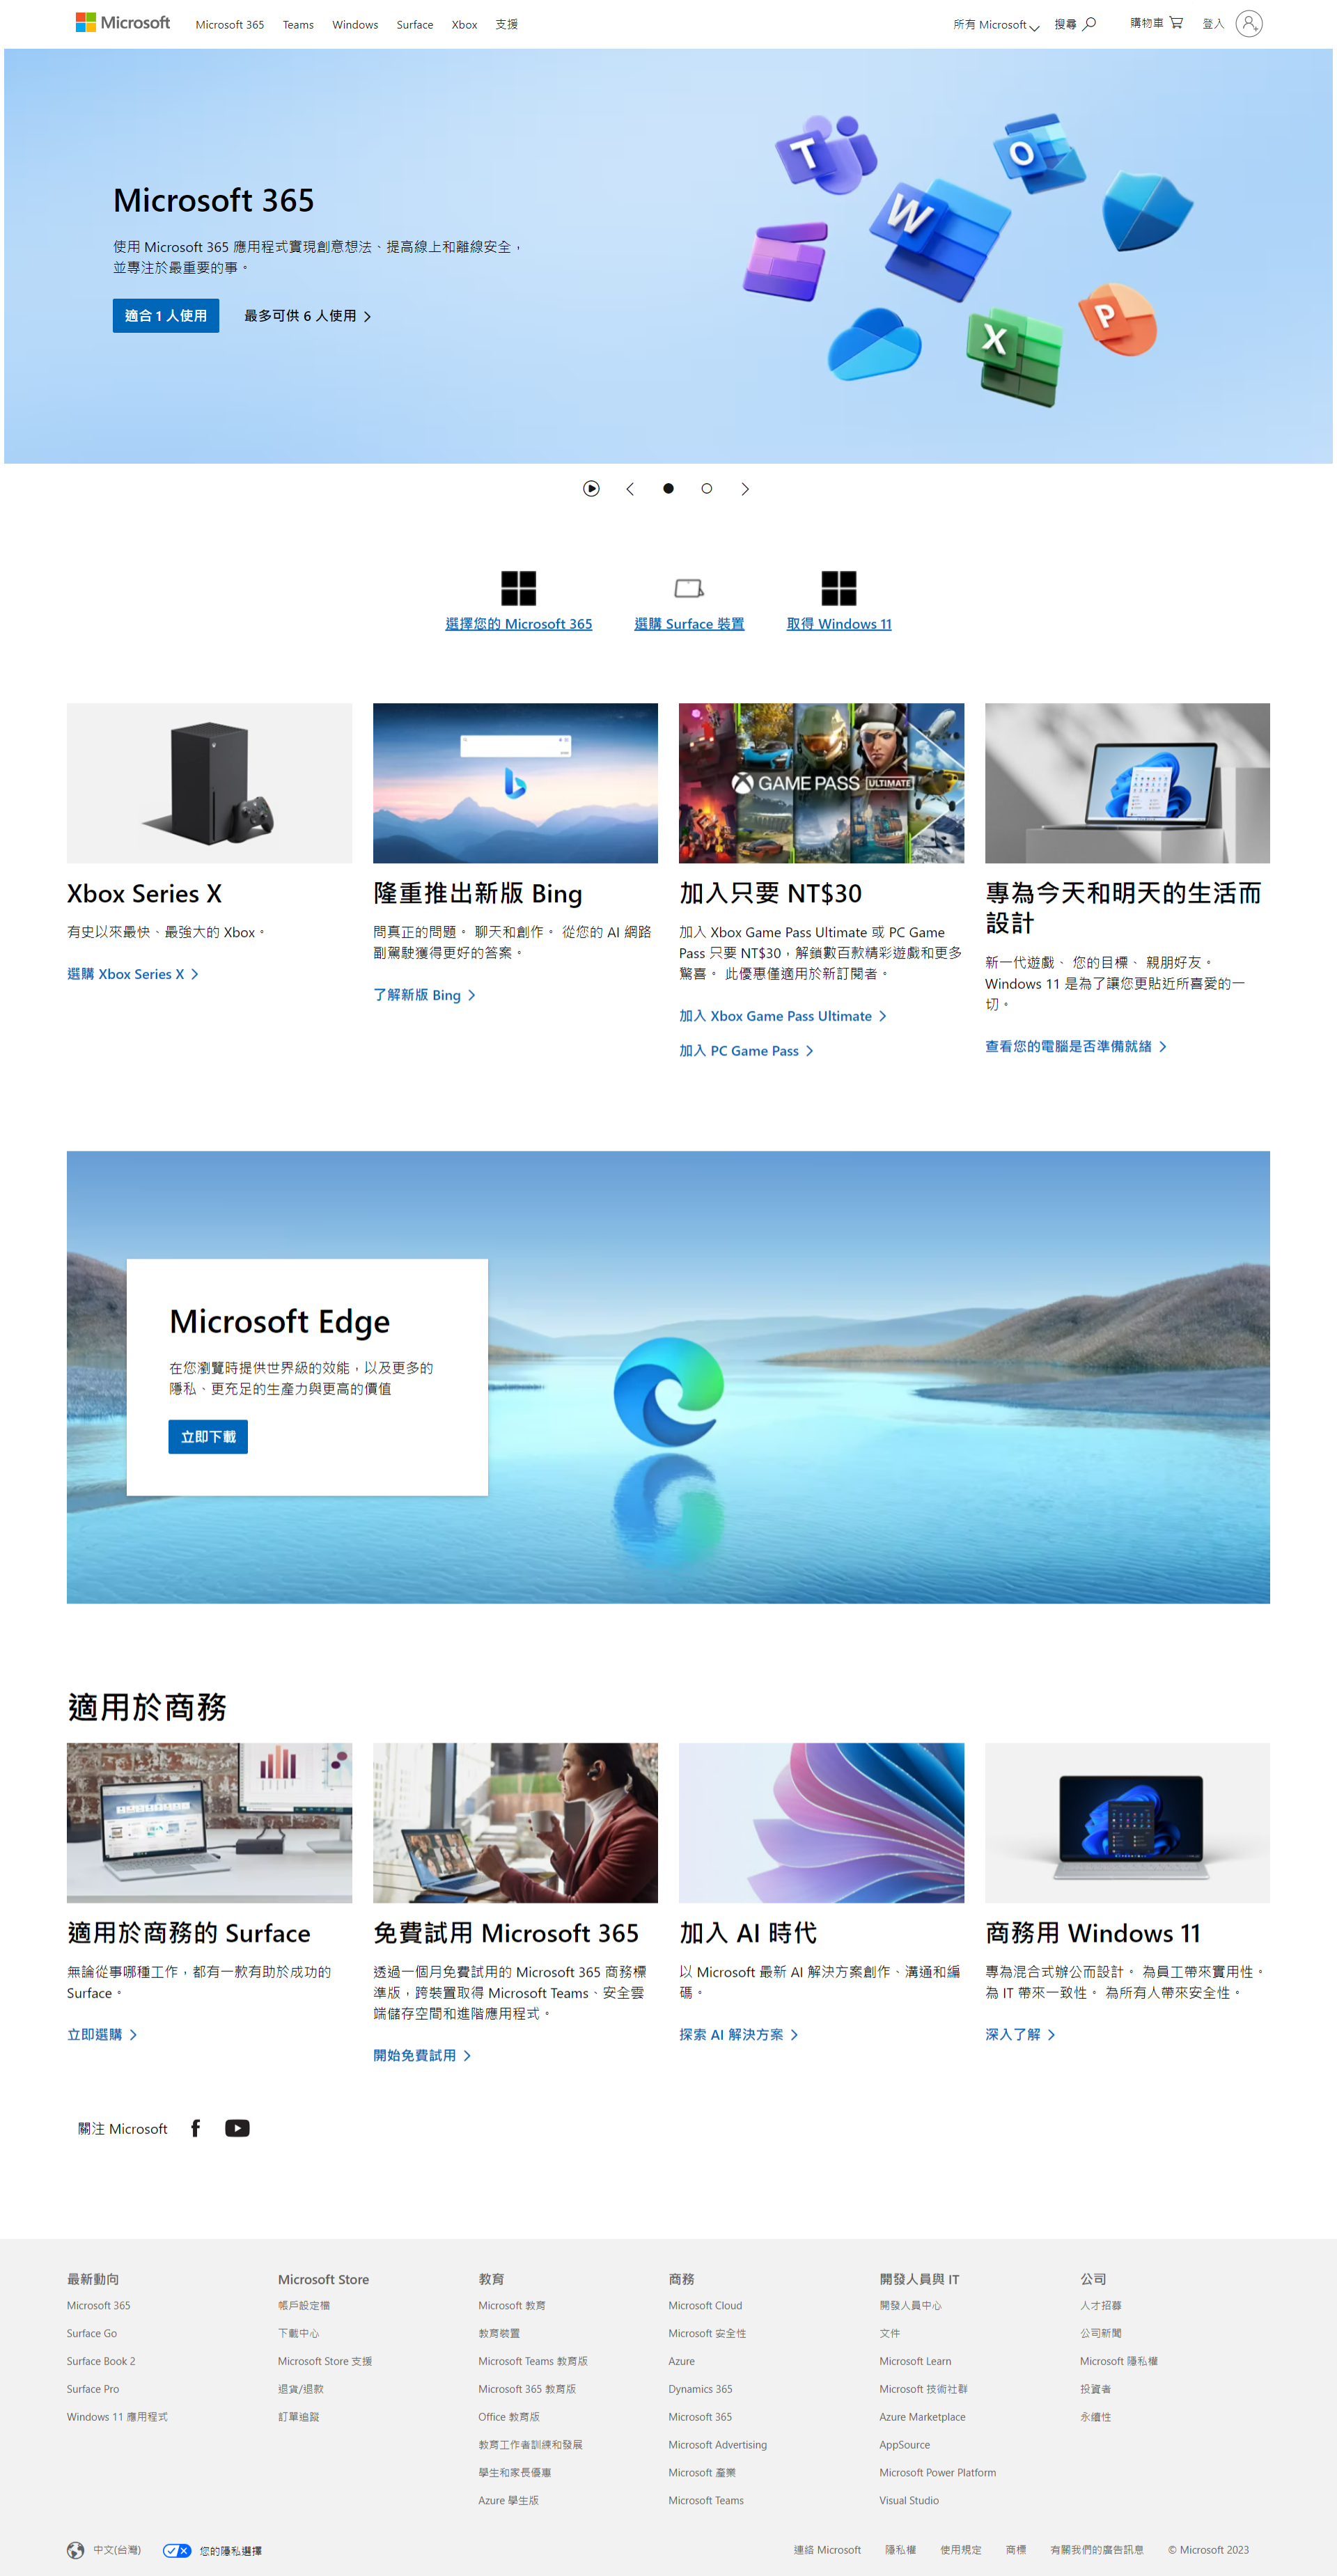 Microsoft
Microsoft 365
Teams
Windows
Surface
Xbox
支援
所有 Microsoft
搜尋
購物車
登入
Microsoft 365
使用 Microsoft 365 應用程式實現創意想法、提高線上和離線安全，
並專注於最重要的事。
適合 1 人使用
最多可供 6 人使用
T
O
W
X
P
選擇您的 Microsoft 365
選購 Surface 裝置
取得 Windows 11
GAME PASS ULTIMATE
Xbox Series X
有史以來最快、最強大的 Xbox。
選購 Xbox Series X
隆重推出新版 Bing
問真正的問題。 聊天和創作。 從您的 AI 網路
副駕駛獲得更好的答案。
了解新版 Bing
加入只要 NT$30
加入 Xbox Game Pass Ultimate 或 PC Game
Pass 只要 NT$30，解鎖數百款精彩遊戲和更多
驚喜。 此優惠僅適用於新訂閱者。
加入 Xbox Game Pass Ultimate
加入 PC Game Pass
專為今天和明天的生活而
設計
新一代遊戲、 您的目標、 親朋好友。
Windows 11 是為了讓您更貼近所喜愛的一
切。
查看您的電腦是否準備就緒
Microsoft Edge
在您瀏覽時提供世界級的效能，以及更多的
隱私、更充足的生產力與更高的價值
立即下載
適用於商務
適用於商務的 Surface
無論從事哪種工作，都有一款有助於成功的
Surface。
立即選購
免費試用 Microsoft 365
透過一個月免費試用的 Microsoft 365 商務標
準版，跨裝置取得 Microsoft Teams、安全雲
端儲存空間和進階應用程式。
開始免費試用
加入 AI 時代
以 Microsoft 最新 AI 解決方案創作、溝通和編
碼。
探索 AI 解決方案
商務用 Windows 11
專為混合式辦公而設計。 為員工帶來實用性。
為 IT 帶來一致性。 為所有人帶來安全性。
深入了解
關注 Microsoft
最新動向
Microsoft 365
Surface Go
Surface Book 2
Surface Pro
Windows 11 應用程式
Microsoft Store
帳戶設定檔
下載中心
Microsoft Store 支援
退貨/退款
訂單追蹤
教育
Microsoft 教育
教育裝置
Microsoft Teams 教育版
Microsoft 365 教育版
Office 教育版
教育工作者訓練和發展
學生和家長優惠
Azure 學生版
商務
Microsoft Cloud
Microsoft 安全性
Azure
Dynamics 365
Microsoft 365
Microsoft Advertising
Microsoft 產業
Microsoft Teams
開發人員與 IT
開發人員中心
文件
Microsoft Learn
Microsoft 技術社群
Azure Marketplace
AppSource
Microsoft Power Platform
Visual Studio
公司
人才招募
公司新聞
Microsoft 隱私權
投資者
永續性
中文(台灣)
您的隱私選擇
連絡 Microsoft
隱私權
使用規定
商標
有關我們的廣告訊息
© Microsoft 2023